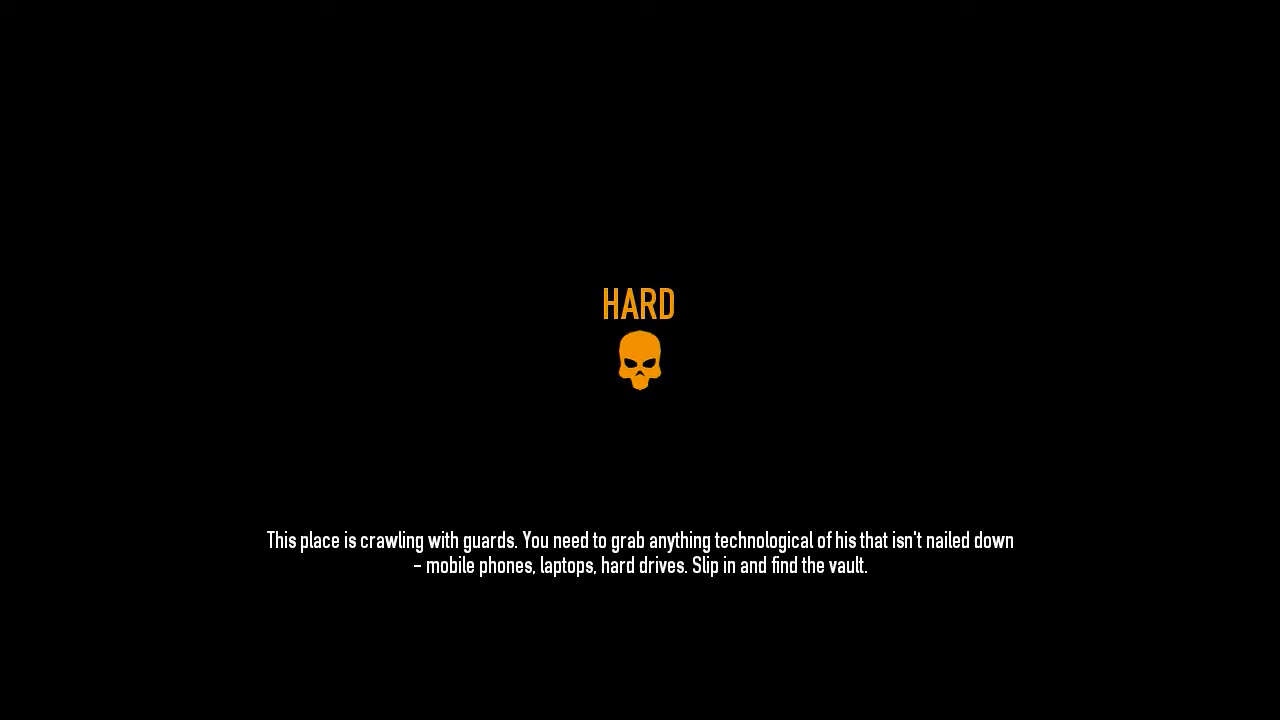 HARD
This place is crawling with guards. You need to grab anything technological of his that isn't nailed down
- mobile phones, laptops, hard drives. Slip in and find the vault.